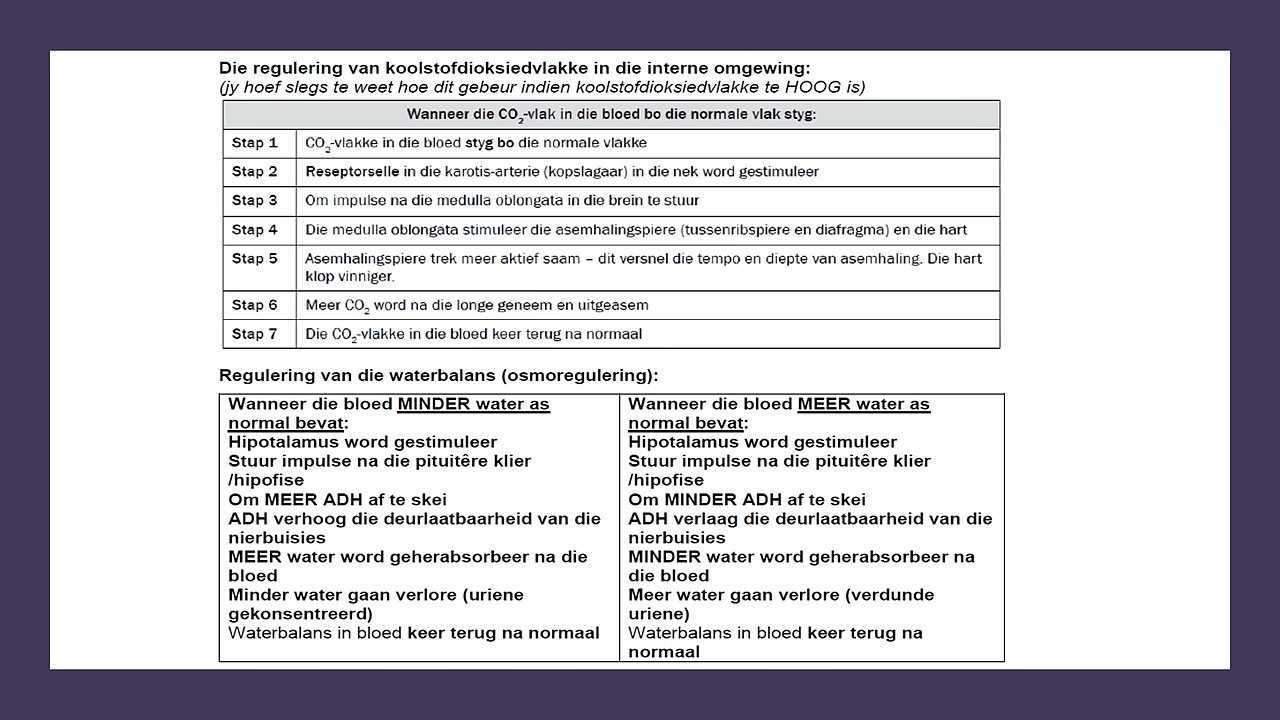 Die regulering van koolstofdioksiedvlakke in die interne omgewing:
(jy hoef slegs te weet hoe dit gebeur indien koolstofdioksiedvlakke te HOOG is)
Wanneer die CO₂-vlak in die bloed bo die normale vlak styg:
Stap 1 CO₂-vlakke in die bloed styg bo die normale vlakke
Stap 2 Reseptorselle in die karotis-arterie (kopslagaar) in die nek word gestimuleer
Stap 3 Om impulse na die medulla oblongata in die brein te stuur
Stap 4 Die medulla oblongata stimuleer die asemhalingspiere (tussenribspiere en diafragma) en die hart
Stap 5 Asemhalingspiere trek meer aktief saam – dit versnel die tempo en diepte van asemhaling. Die hart
klop vinniger.
Stap 6 Meer CO₂ word na die longe geneem en uitgeasem
Stap 7 Die CO₂-vlakke in die bloed keer terug na normaal
Regulering van die waterbalans (osmoregulering):
Wanneer die bloed MINDER water as
normal bevat:
Hipotalamus word gestimuleer
Stuur impulse na die pituitêre klier
/hipofise
Om MEER ADH af te skei
ADH verhoog die deurlaatbaarheid van die
nierbuisies
MEER water word geherabsorbeer na die
bloed
Minder water gaan verlore (uriene
gekonsentreerd)
Waterbalans in bloed keer terug na normaal
Wanneer die bloed MEER water as
normal bevat:
Hipotalamus word gestimuleer
Stuur impulse na die pituitêre klier
/hipofise
Om MINDER ADH af te skei
ADH verlaag die deurlaatbaarheid van die
nierbuisies
MINDER water word geherabsorbeer na
die bloed
Meer water gaan verlore (verdunde
uriene)
Waterbalans in bloed keer terug na
normaal